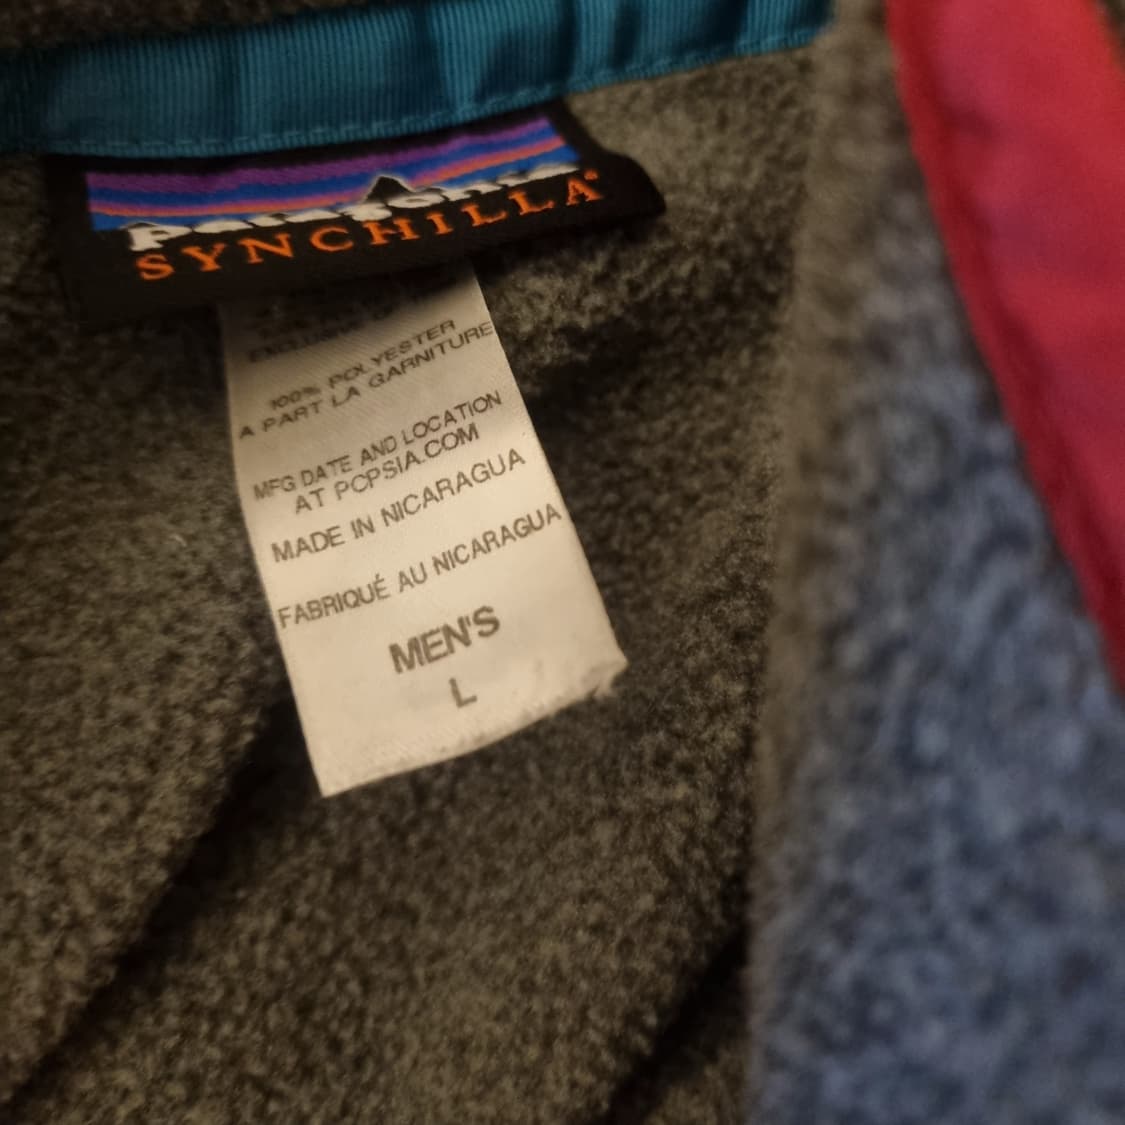 patagonia
SYNCHILLA®
100% POLYESTER
A PART LA GARNITURE
MFG DATE AND LOCATION
AT PCPSIA.COM
MADE IN NICARAGUA
FABRIQUÉ AU NICARAGUA
MEN'S
L